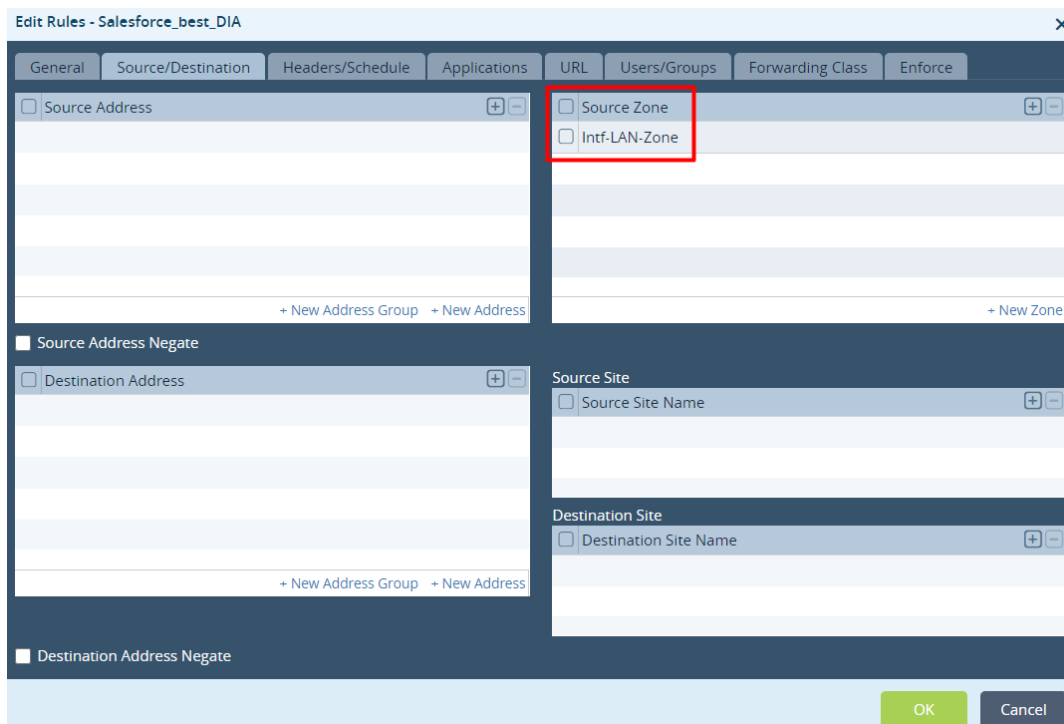 Edit Rules - Salesforce_best_DIA
General Source/Destination Headers/Schedule Applications URL Users/Groups Forwarding Class Enforce
Source Address
+ New Address Group + New Address
Source Zone
Intf-LAN-Zone
+ New Zone
Source Address Negate
Destination Address
+ New Address Group + New Address
Source Site
Source Site Name
Destination Site
Destination Site Name
Destination Address Negate
OK Cancel